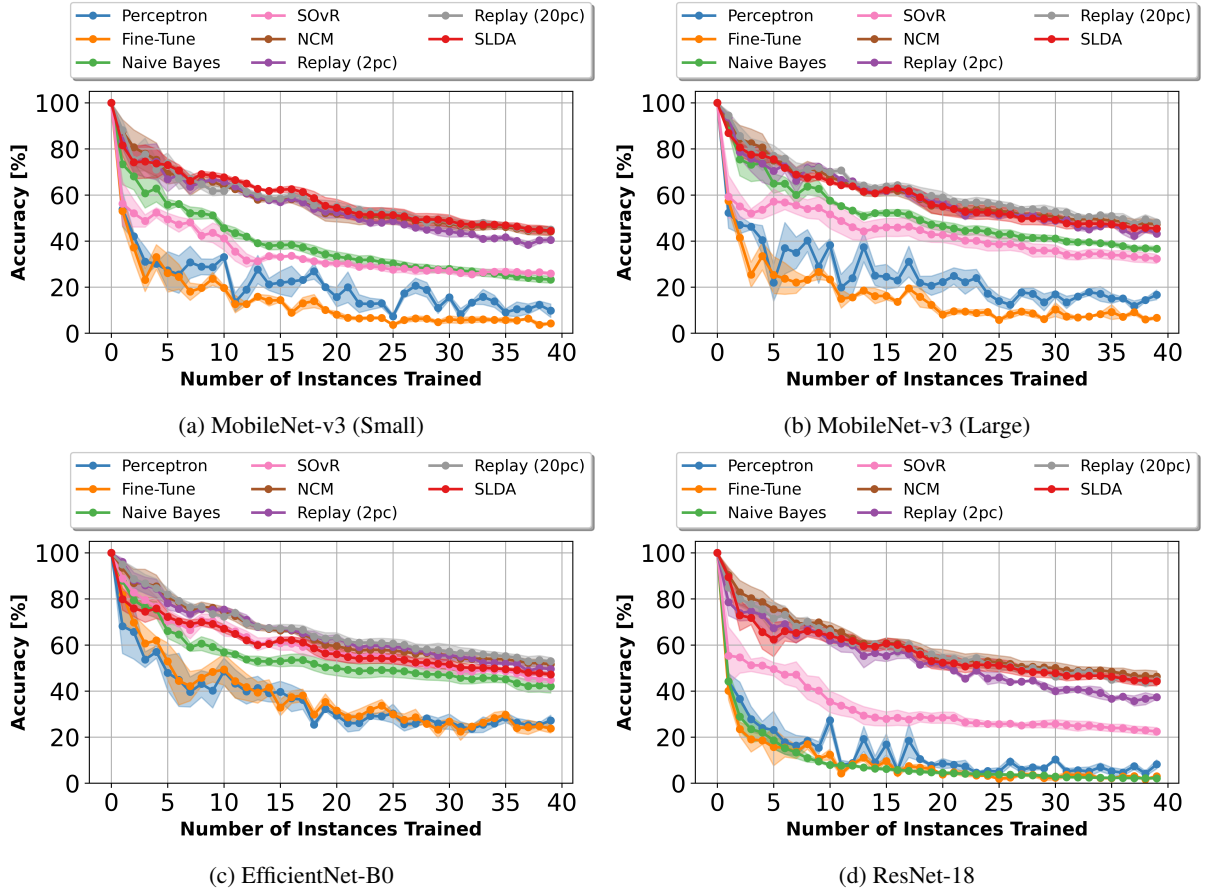 Perceptron SOvR Replay (20pc)
Fine-Tune NCM SLDA
Naive Bayes Replay (2pc)
100
80
60
40
20
0
Accuracy [%]
0 5 10 15 20 25 30 35 40
Number of Instances Trained
(a) MobileNet-v3 (Small)
Perceptron SOvR Replay (20pc)
Fine-Tune NCM SLDA
Naive Bayes Replay (2pc)
100
80
60
40
20
0
Accuracy [%]
0 5 10 15 20 25 30 35 40
Number of Instances Trained
(b) MobileNet-v3 (Large)
Perceptron SOvR Replay (20pc)
Fine-Tune NCM SLDA
Naive Bayes Replay (2pc)
100
80
60
40
20
0
Accuracy [%]
0 5 10 15 20 25 30 35 40
Number of Instances Trained
(c) EfficientNet-B0
Perceptron SOvR Replay (20pc)
Fine-Tune NCM SLDA
Naive Bayes Replay (2pc)
100
80
60
40
20
0
Accuracy [%]
0 5 10 15 20 25 30 35 40
Number of Instances Trained
(d) ResNet-18